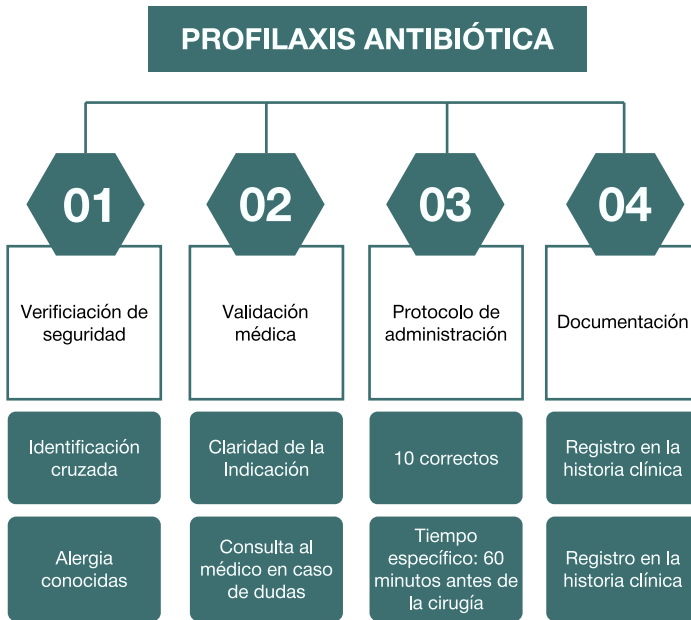 PROFILAXIS ANTIBIÓTICA
01
02
03
04
Verificiación de
seguridad
Validación
médica
Protocolo de
administración
Documentación
Identificación
cruzada
Claridad de la
Indicación
10 correctos
Registro en la
historia clínica
Alergia
conocidas
Consulta al
médico en caso
de dudas
Tiempo
específico: 60
minutos antes de
la cirugía
Registro en la
historia clínica